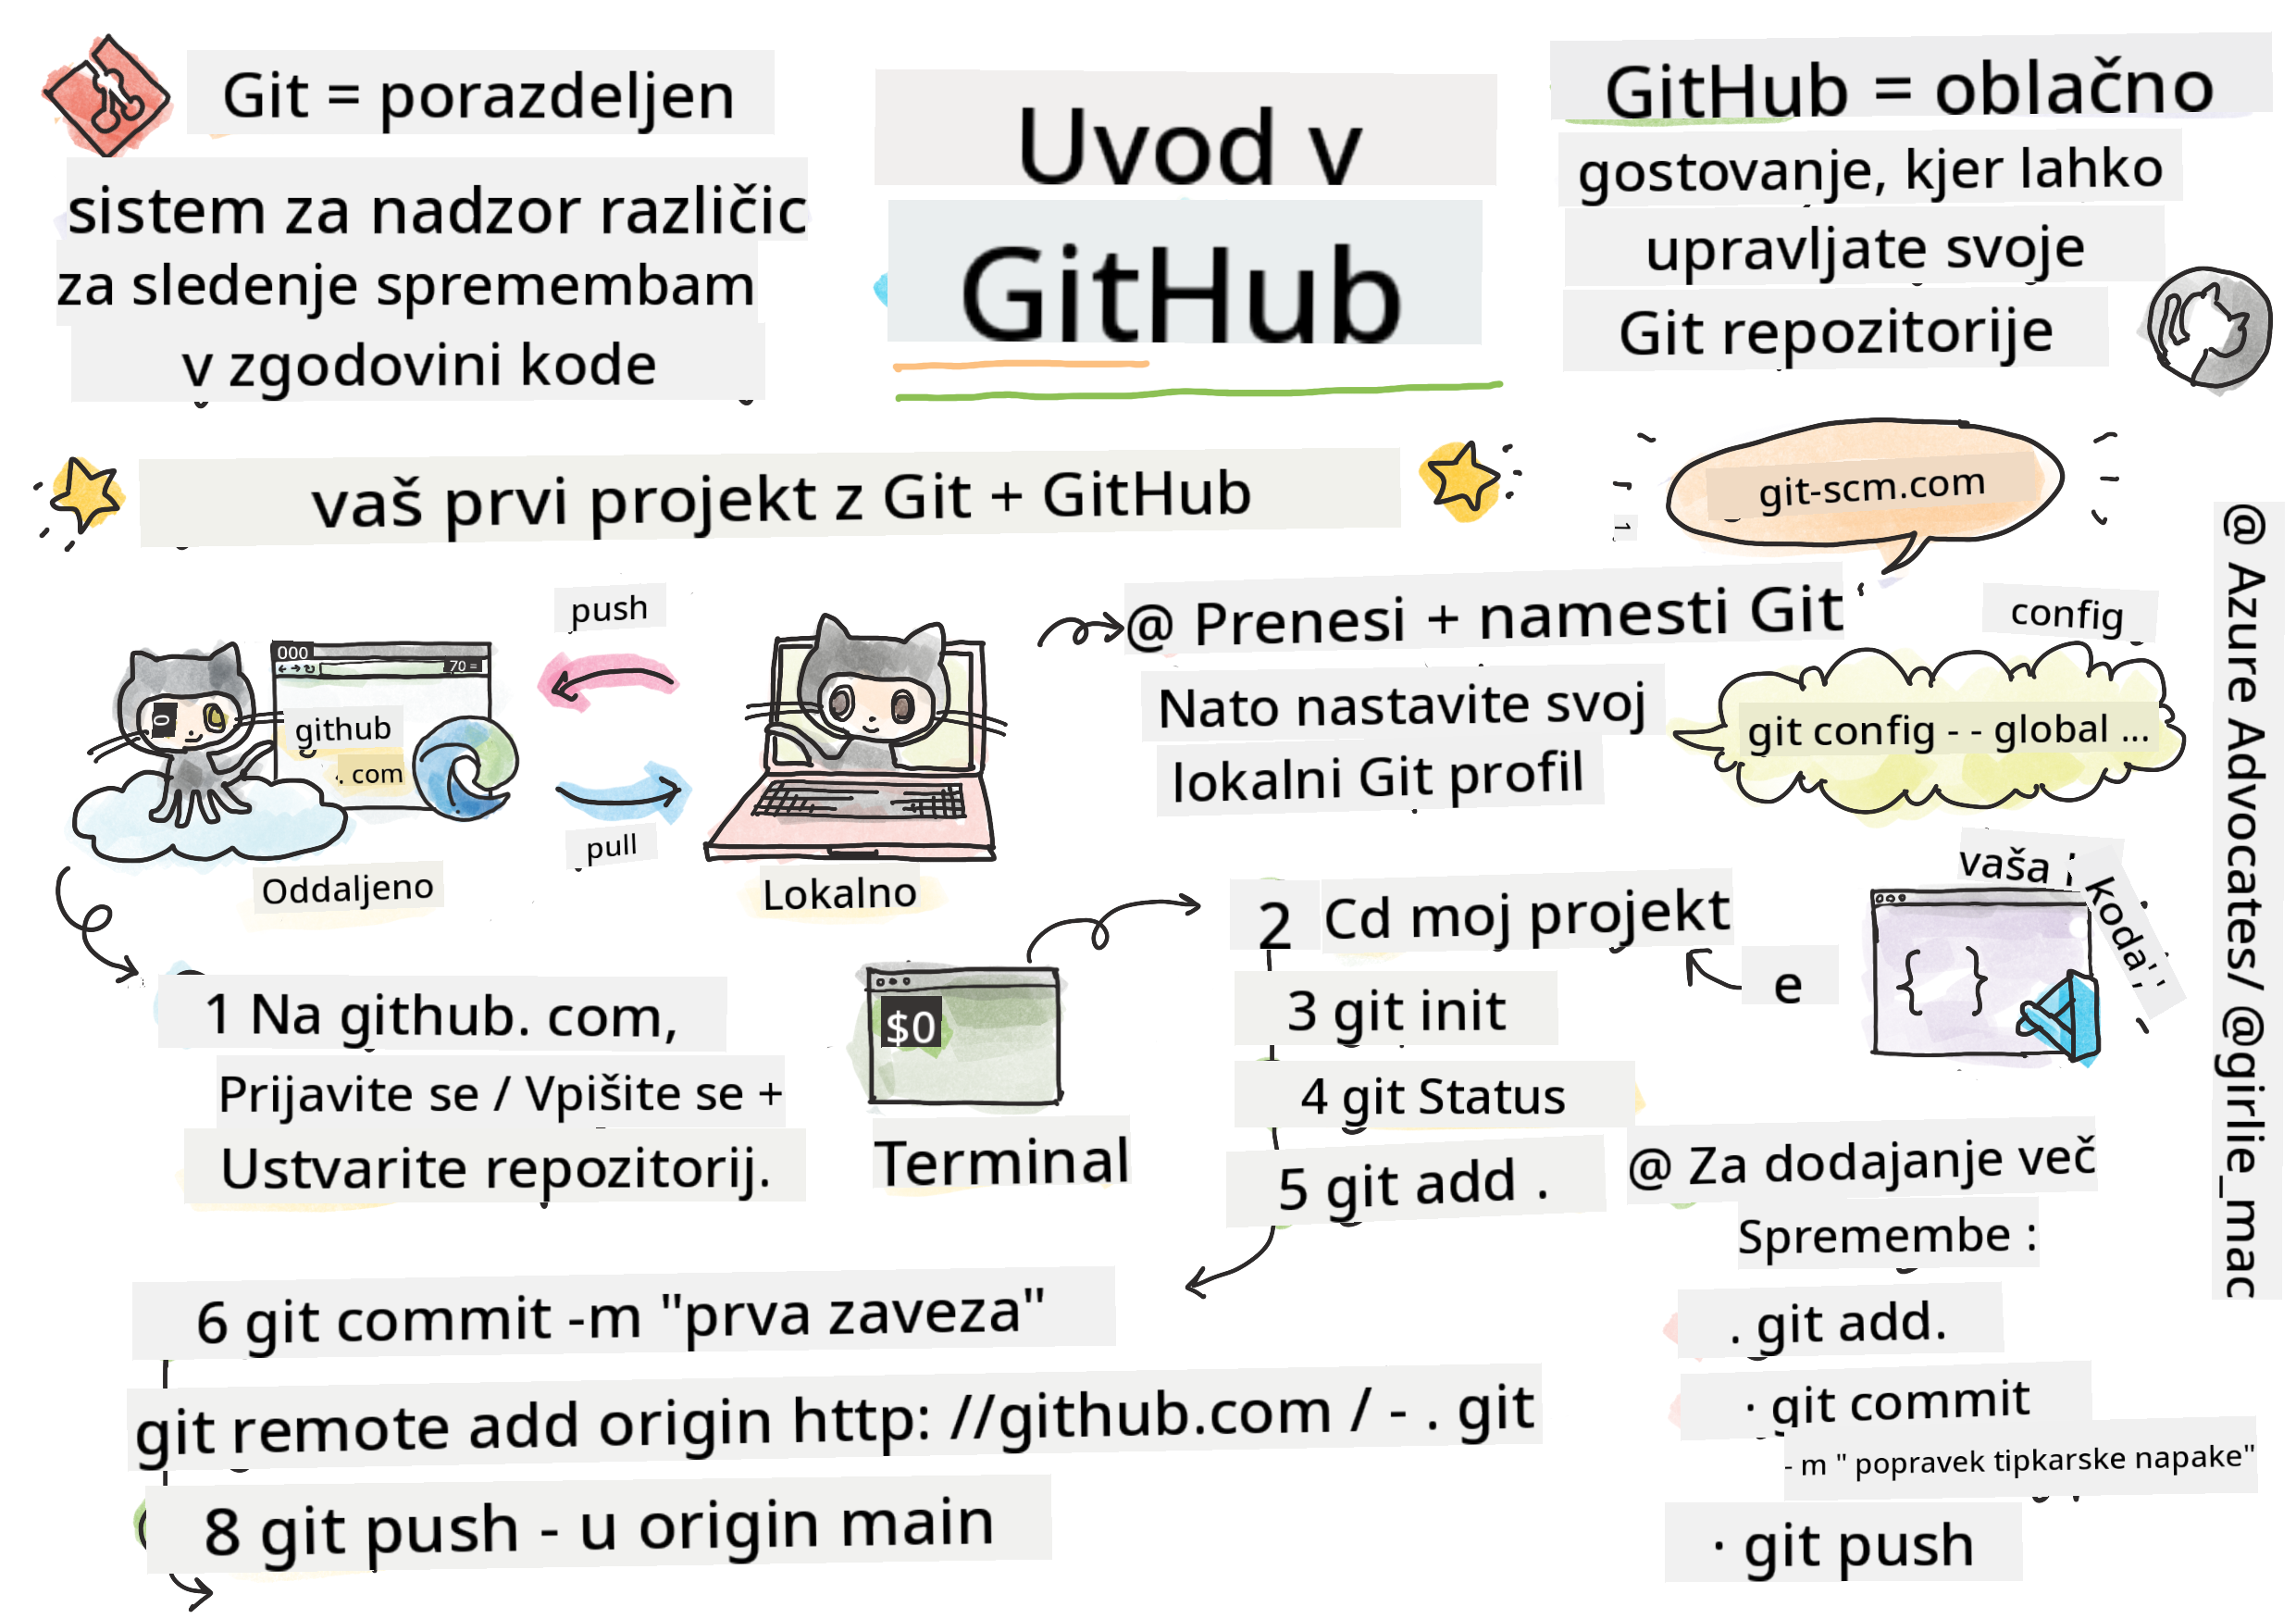 Git = porazdeljen
sistem za nadzor različic
za sledenje spremembam
v zgodovini kode
Uvod v
GitHub
GitHub = oblačno
gostovanje, kjer lahko
upravljate svoje
Git repozitorije
vaš prvi projekt z Git + GitHub
git-scm.com
push
000
70 =
github
. com
pull
Oddaljeno
Lokalno
@ Prenesi + namesti Git
Nato nastavite svoj
lokalni Git profil
config
git config - - global ...
1 Na github. com,
Prijavite se / Vpišite se +
Ustvarite repozitorij.
$0
Terminal
2 Cd moj projekt
3 git init
4 git Status
5 git add .
e
vaša
koda
{ }
6 git commit -m "prva zaveza"
git remote add origin http: //github.com / - . git
8 git push - u origin main
@ Za dodajanje več
Spremembe :
. git add.
· git commit
- m " popravek tipkarske napake"
· git push
@ Azure Advocates/ @girlie_mac